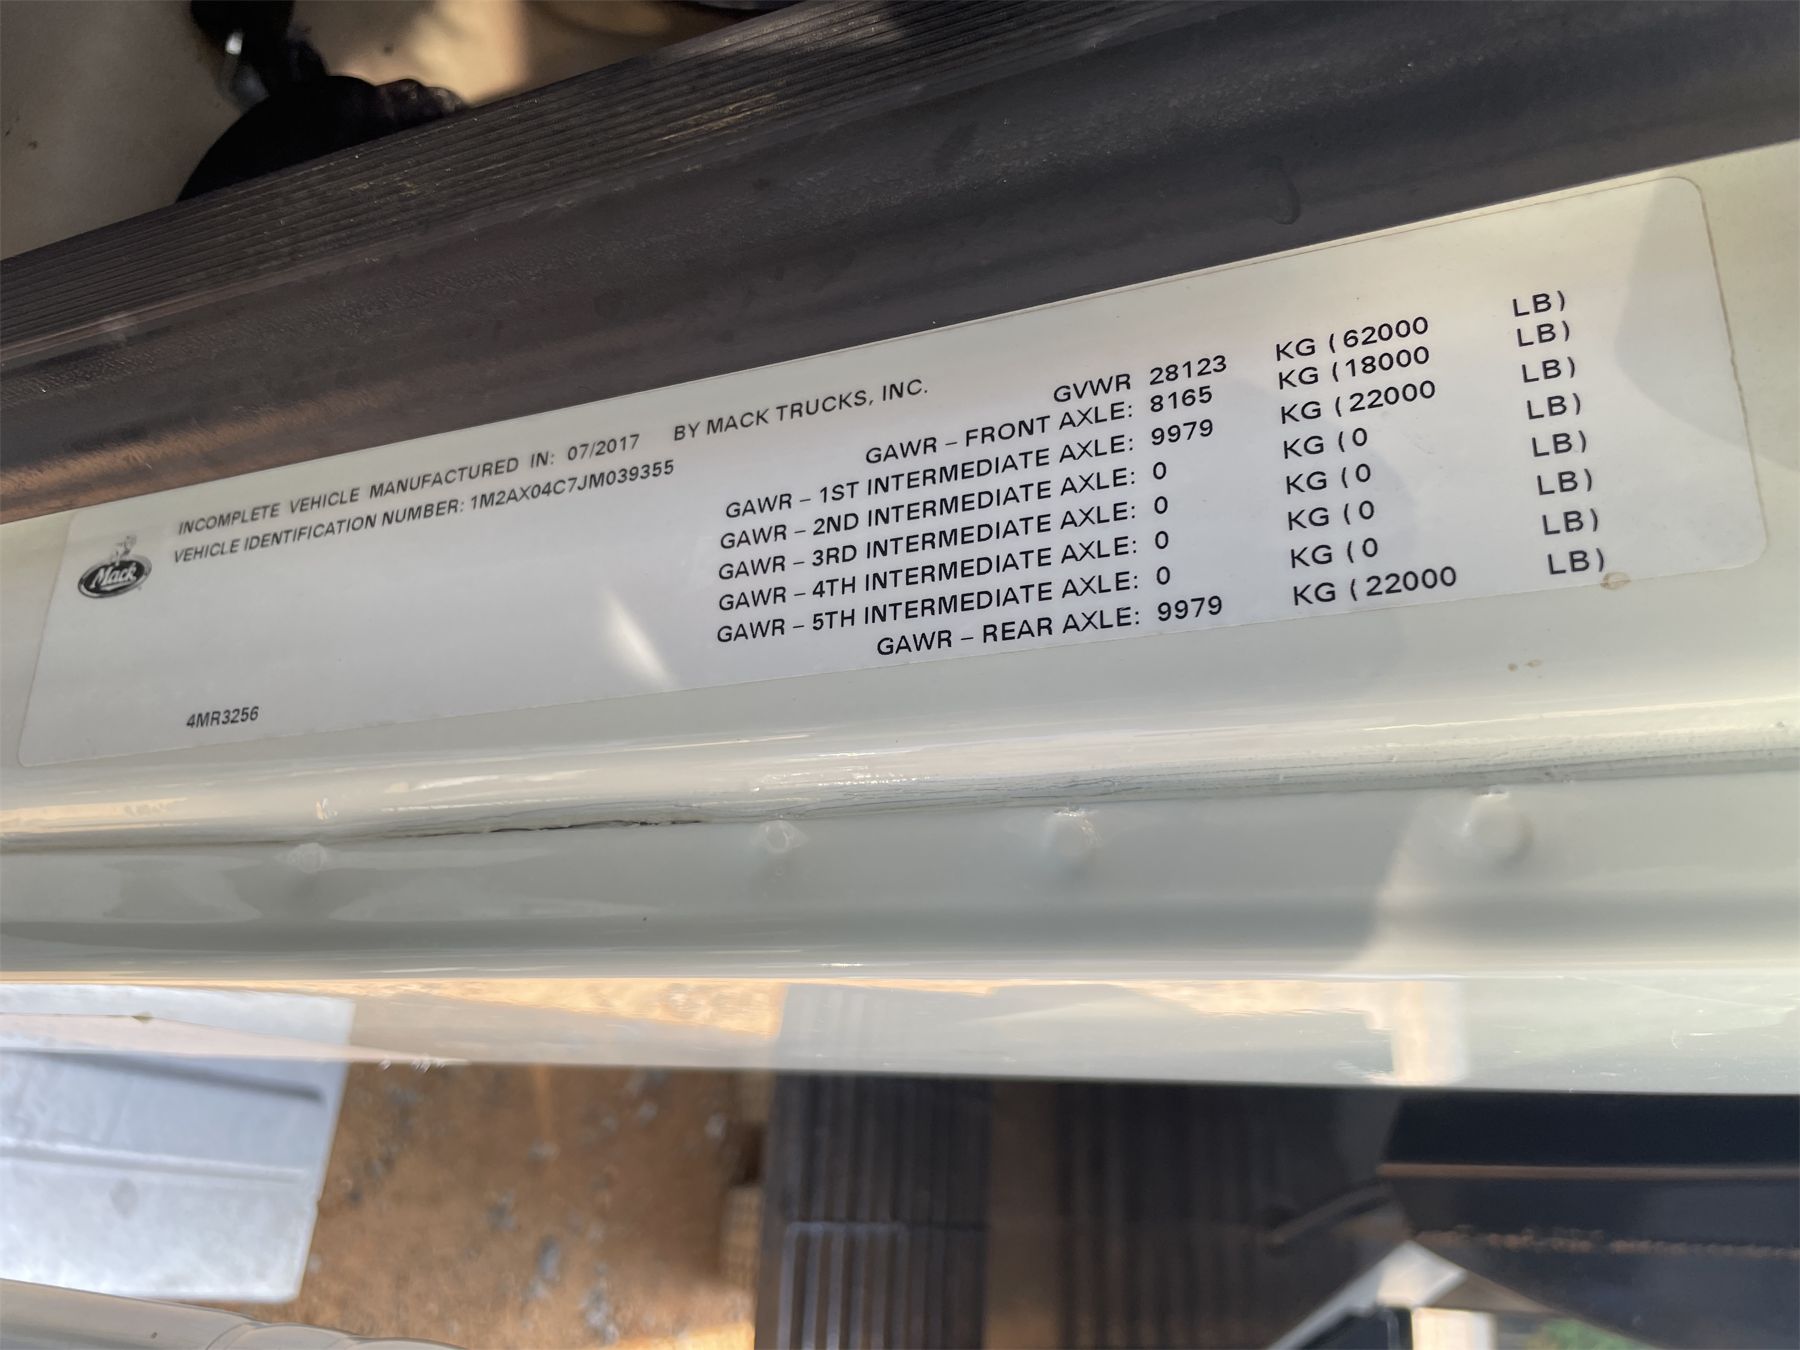 INCOMPLETE VEHICLE MANUFACTURED IN: 07/2017 BY MACK TRUCKS, INC.
VEHICLE IDENTIFICATION NUMBER: 1M2AX04C7JM039355
Mack
GVWR 28123 KG (62000 LB)
GAWR – FRONT AXLE: 8165 KG (18000 LB)
GAWR – 1ST INTERMEDIATE AXLE: 9979 KG (22000 LB)
GAWR – 2ND INTERMEDIATE AXLE: 0 KG (0 LB)
GAWR – 3RD INTERMEDIATE AXLE: 0 KG (0 LB)
GAWR – 4TH INTERMEDIATE AXLE: 0 KG (0 LB)
GAWR – 5TH INTERMEDIATE AXLE: 0 KG (0 LB)
GAWR – REAR AXLE: 9979 KG (22000 LB)
4MR3256